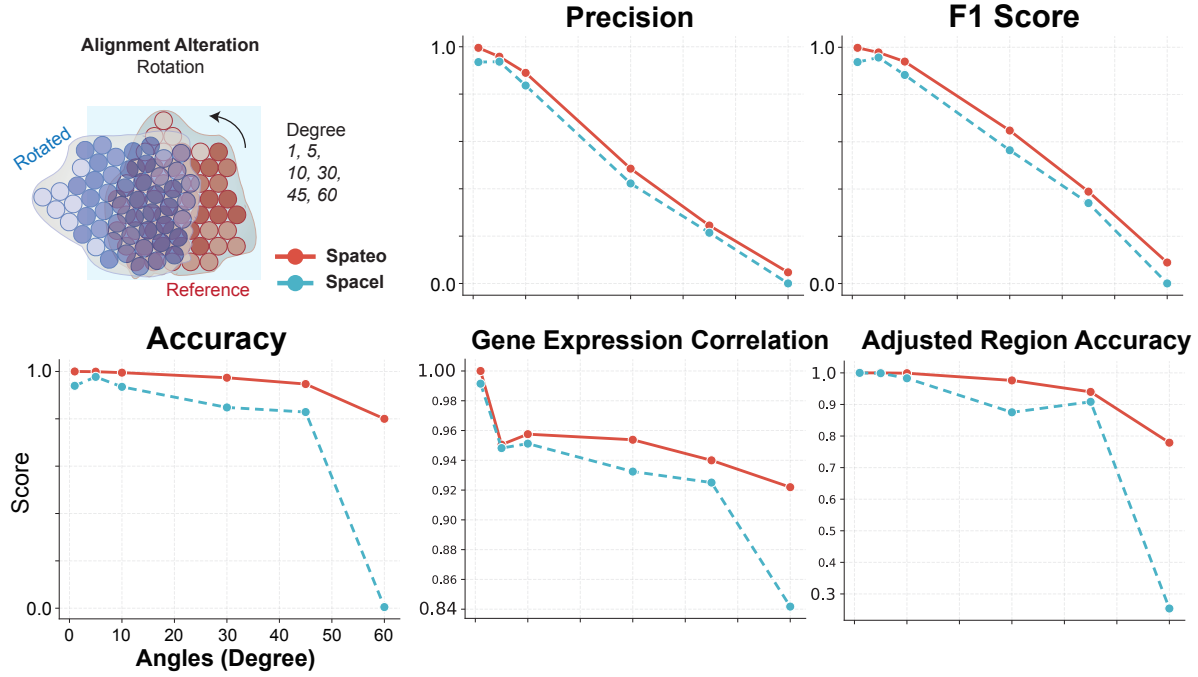 Alignment Alteration
Rotation
Rotated
Reference
Degree
1, 5,
10, 30,
45, 60
Spateo
Spacel
Precision
1.0
0.0
F1 Score
1.0
0.0
Accuracy
Score
1.0
0.0
0 10 20 30 40 50 60
Angles (Degree)
Gene Expression Correlation
1.00
0.98
0.96
0.94
0.92
0.90
0.88
0.86
0.84
Adjusted Region Accuracy
1.0
0.9
0.8
0.7
0.6
0.5
0.4
0.3